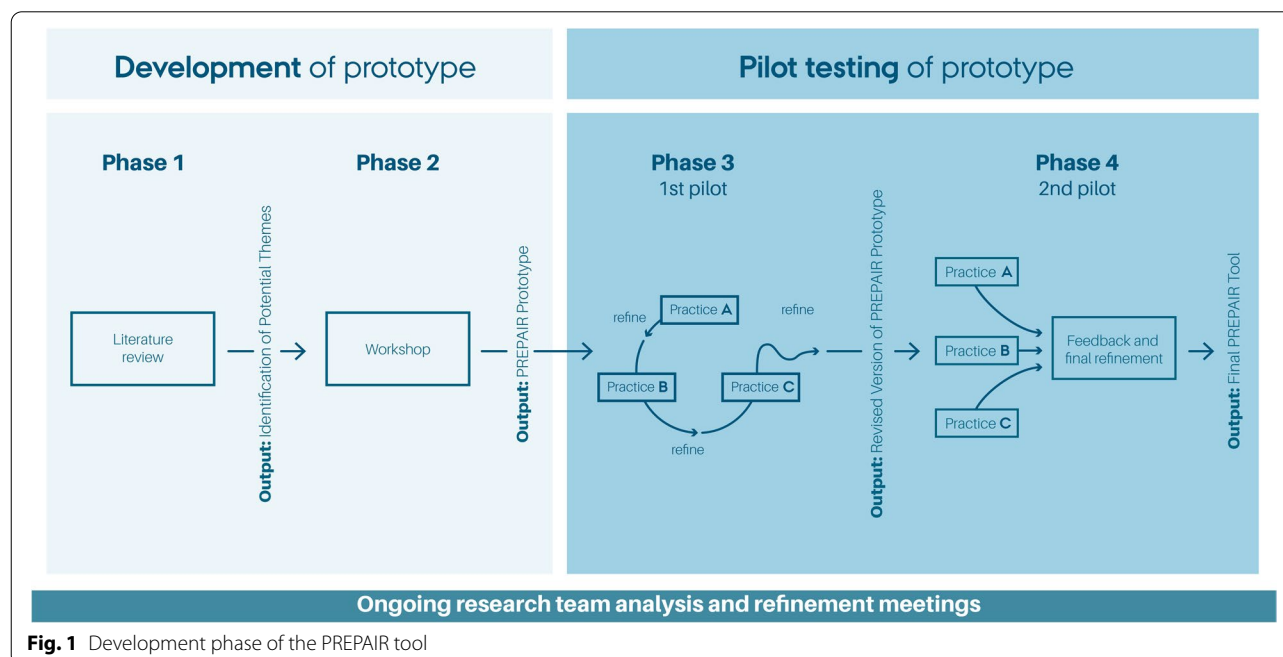 Development of prototype
Pilot testing of prototype
Phase 1
Phase 2
Phase 3
1st pilot
Phase 4
2nd pilot
Literature
review
Output: Identification of Potential Themes
Workshop
Output: PREPAIR Prototype
refine
Practice A
refine
Practice B
Practice C
refine
Output: Revised Version of PREPAIR Prototype
Practice A
Practice B
Practice C
Feedback and
final refinement
Output: Final PREPAIR Tool
Ongoing research team analysis and refinement meetings
Fig. 1 Development phase of the PREPAIR tool